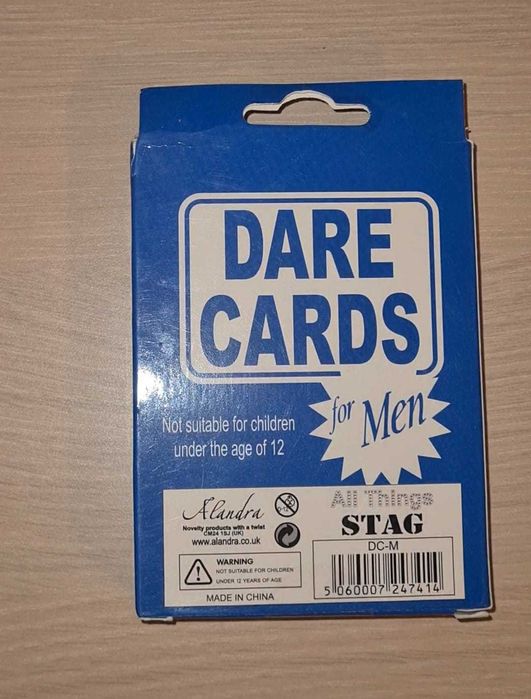 DARE
CARDS
for Men
Not suitable for children
under the age of 12
Alandra
Novelty products with a twist
CM24 1SJ (UK)
www.alandra.co.uk
0-12
WARNING
NOT SUITABLE FOR CHILDREN
UNDER 12 YEARS OF AGE
MADE IN CHINA
All Things
STAG
DC-M
5 060007 247414